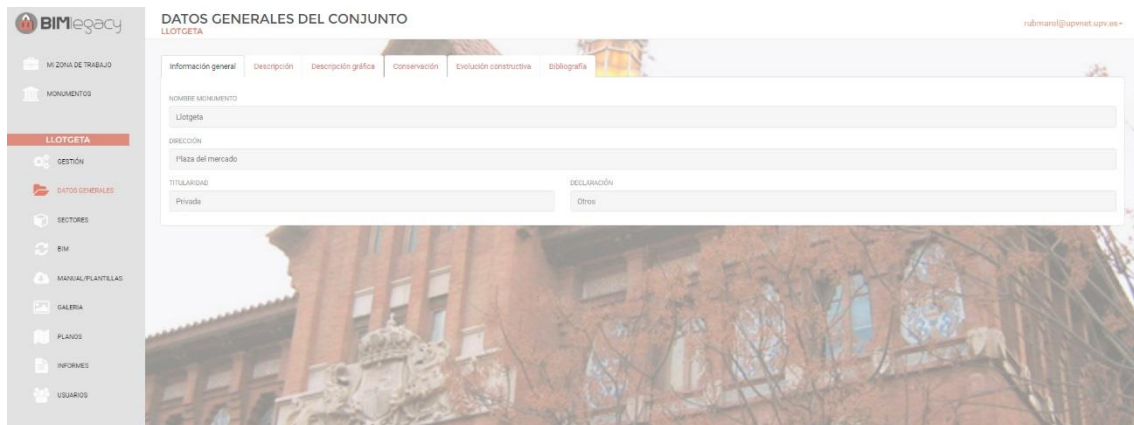 BIMlegacy
DATOS GENERALES DEL CONJUNTO
LLOTGETA
rubmarol@upvnet.upv.es
MI ZONA DE TRABAJO
MONUMENTOS
LLOTGETA
GESTIÓN
DATOS GENERALES
SECTORES
BIM
MANUAL/PLANTILLAS
GALERIA
PLANOS
INFORMES
USUARIOS
Información general Descripción Descripción gráfica Conservación Evolución constructiva Bibliografía
NOMBRE MONUMENTO
Llotgeta
DIRECCIÓN
Plaza del mercado
TITULARIDAD DECLARACIÓN
Privada Otros